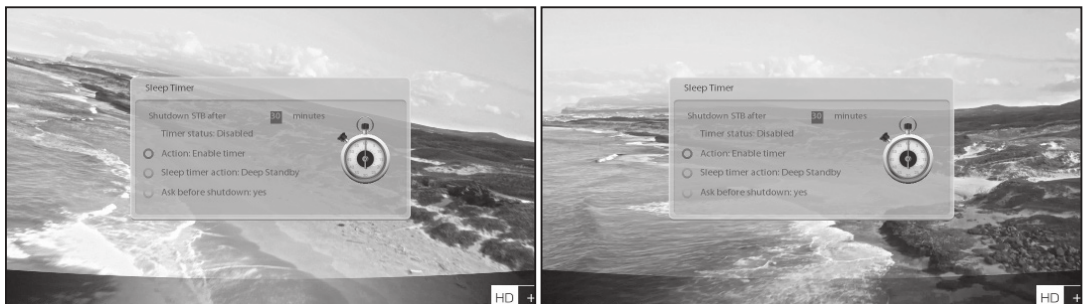 Sleep Timer
Shutdown STB after 30 minutes
Timer status: Disabled
Action: Enable timer
Sleep timer action: Deep Standby
Ask before shutdown: yes
HD +
Sleep Timer
Shutdown STB after 30 minutes
Timer status: Disabled
Action: Enable timer
Sleep timer action: Deep Standby
Ask before shutdown: yes
HD +